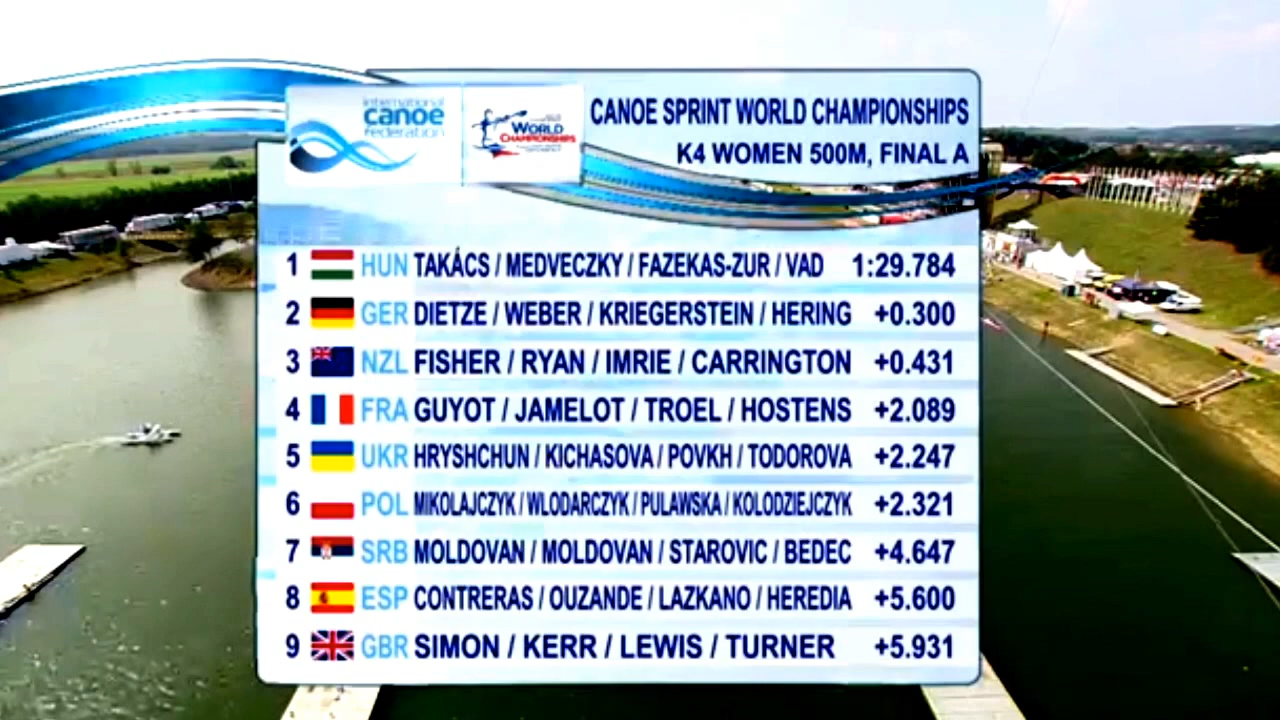 international
canoe
federation
WORLD
CHAMPIONSHIPS
CANOE SPRINT WORLD CHAMPIONSHIPS
K4 WOMEN 500M, FINAL A
1 HUN TAKÁCS / MEDVECZKY / FAZEKAS-ZUR / VAD 1:29.784
2 GER DIETZE / WEBER / KRIEGERSTEIN / HERING +0.300
3 NZL FISHER / RYAN / IMRIE / CARRINGTON +0.431
4 FRA GUYOT / JAMELOT / TROEL / HOSTENS +2.089
5 UKR HRYSHCHUN / KICHASOVA / POVKH / TODOROVA +2.247
6 POL MIKOLAJCZYK / WLODARCZYK / PULAWSKA / KOLODZIEJCZYK +2.321
7 SRB MOLDOVAN / MOLDOVAN / STAROVIC / BEDEC +4.647
8 ESP CONTRERAS / OUZANDE / LAZKANO / HEREDIA +5.600
9 GBR SIMON / KERR / LEWIS / TURNER +5.931